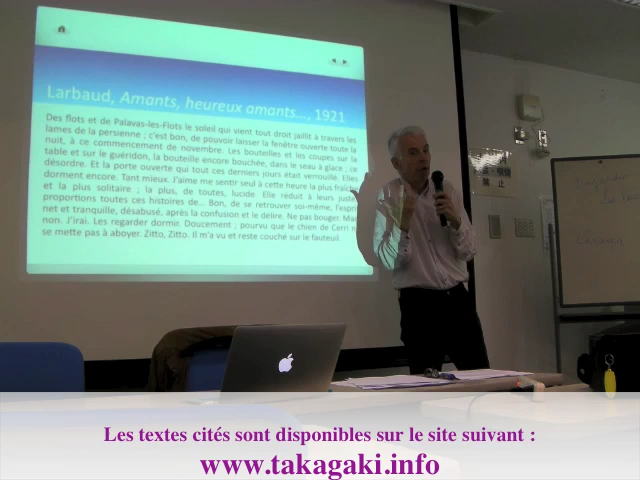 Larbaud, Amants, heureux amants..., 1921
Des flots et de Palavas-les-Flots le soleil qui vient tout droit jaillit à travers les
lames de la persienne ; c'est bon, de pouvoir laisser la fenêtre ouverte toute la
nuit, à ce commencement de novembre. Les bouteilles et les coupes sur la
table et sur le guéridon, la bouteille encore bouchée, dans le seau à glace ; ce
désordre. Et la porte ouverte qui tout ces derniers jours était verrouillée. Elles
dorment encore. Tant mieux. J'aime me sentir seul à cette heure la plus fraîche
et la plus solitaire ; la plus, de toutes, lucide. Elle réduit à leurs justes
proportions toutes ces histoires de... Bon, de se retrouver soi-même, l'esprit
net et tranquille, désabusé, après la confusion et le délire. Ne pas bouger. Mais
non. J'irai. Les regarder dormir. Doucement ; pourvu que le chien de Cerri n
se mette pas à aboyer. Zitto, Zitto. Il m'a vu et reste couché sur le fauteuil.
禁止
regarder
Les textes cités sont disponibles sur le site suivant :
www.takagaki.info